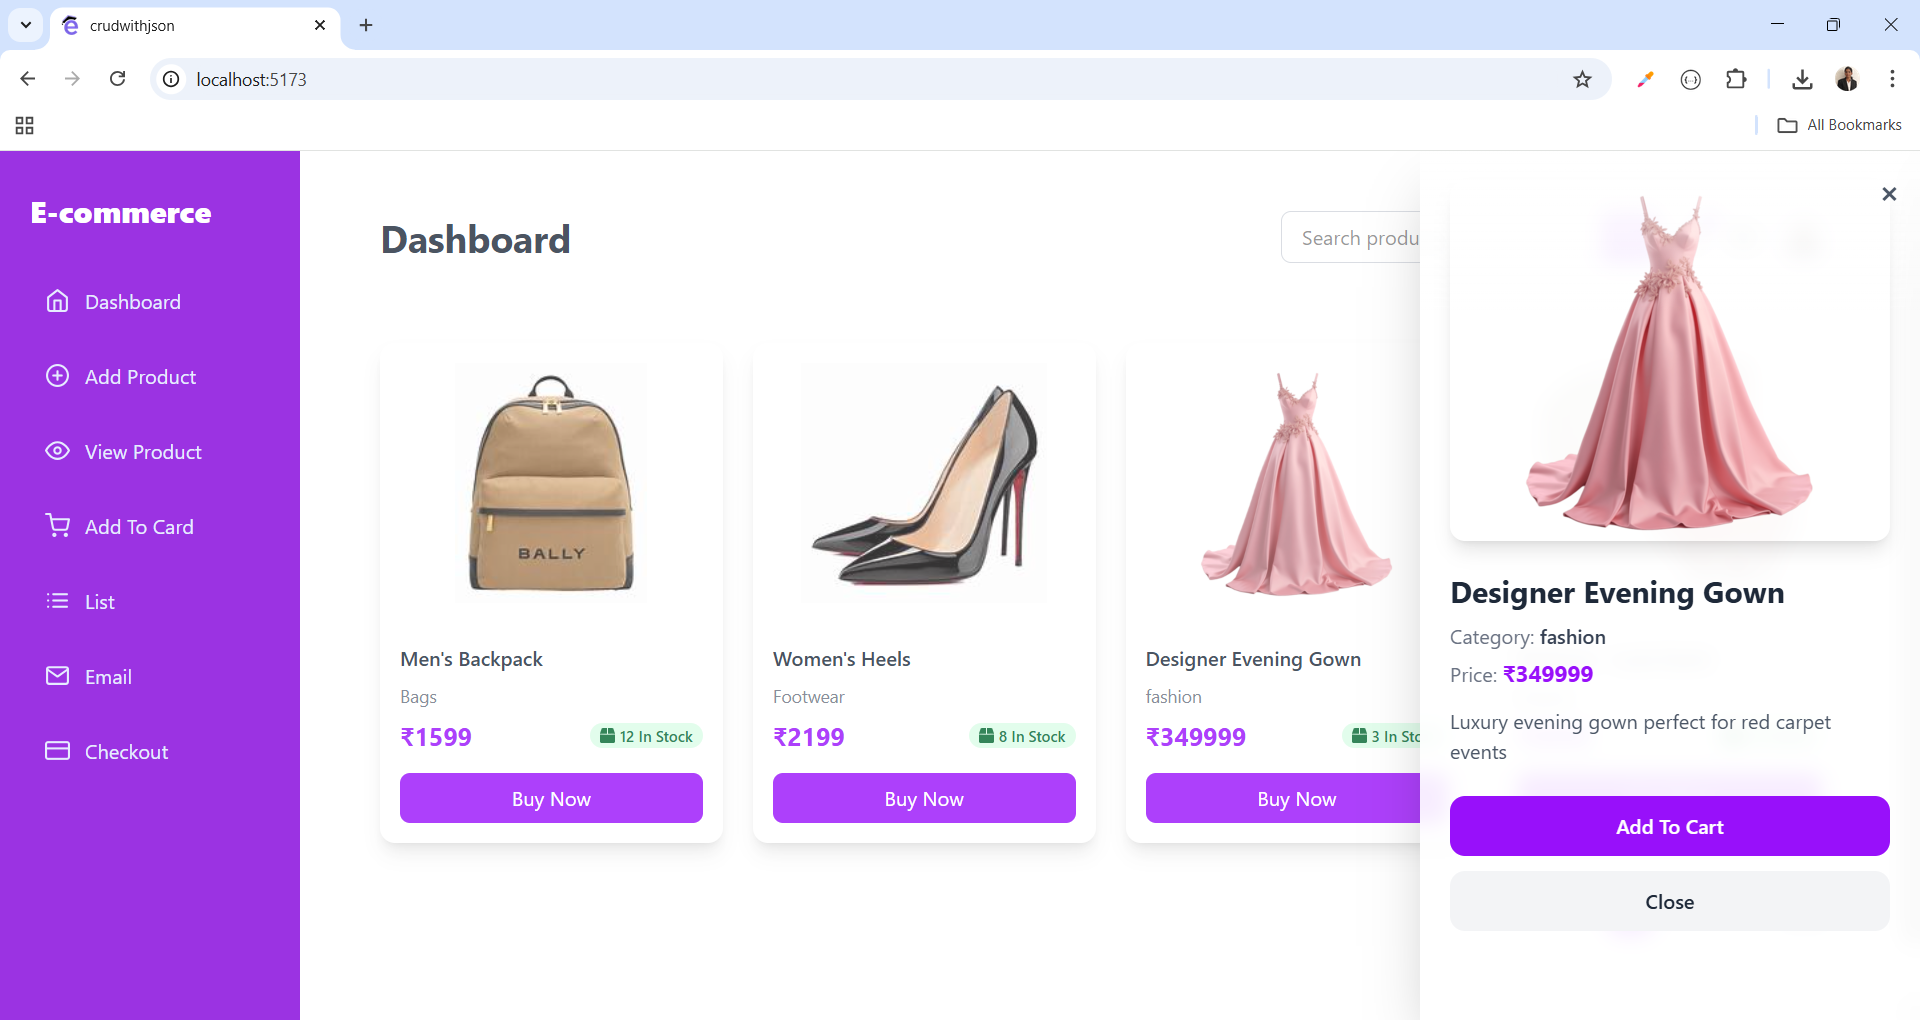 crudwithjson
localhost:5173
All Bookmarks
E-commerce
Dashboard
Add Product
View Product
Add To Card
List
Email
Checkout
Dashboard
Search produ
BALLY
Men's Backpack
Bags
₹1599
12 In Stock
Buy Now
Women's Heels
Footwear
₹2199
8 In Stock
Buy Now
Designer Evening Gown
fashion
₹349999
3 In Sto
Buy Now
Designer Evening Gown
Category: fashion
Price: ₹349999
Luxury evening gown perfect for red carpet
events
Add To Cart
Close